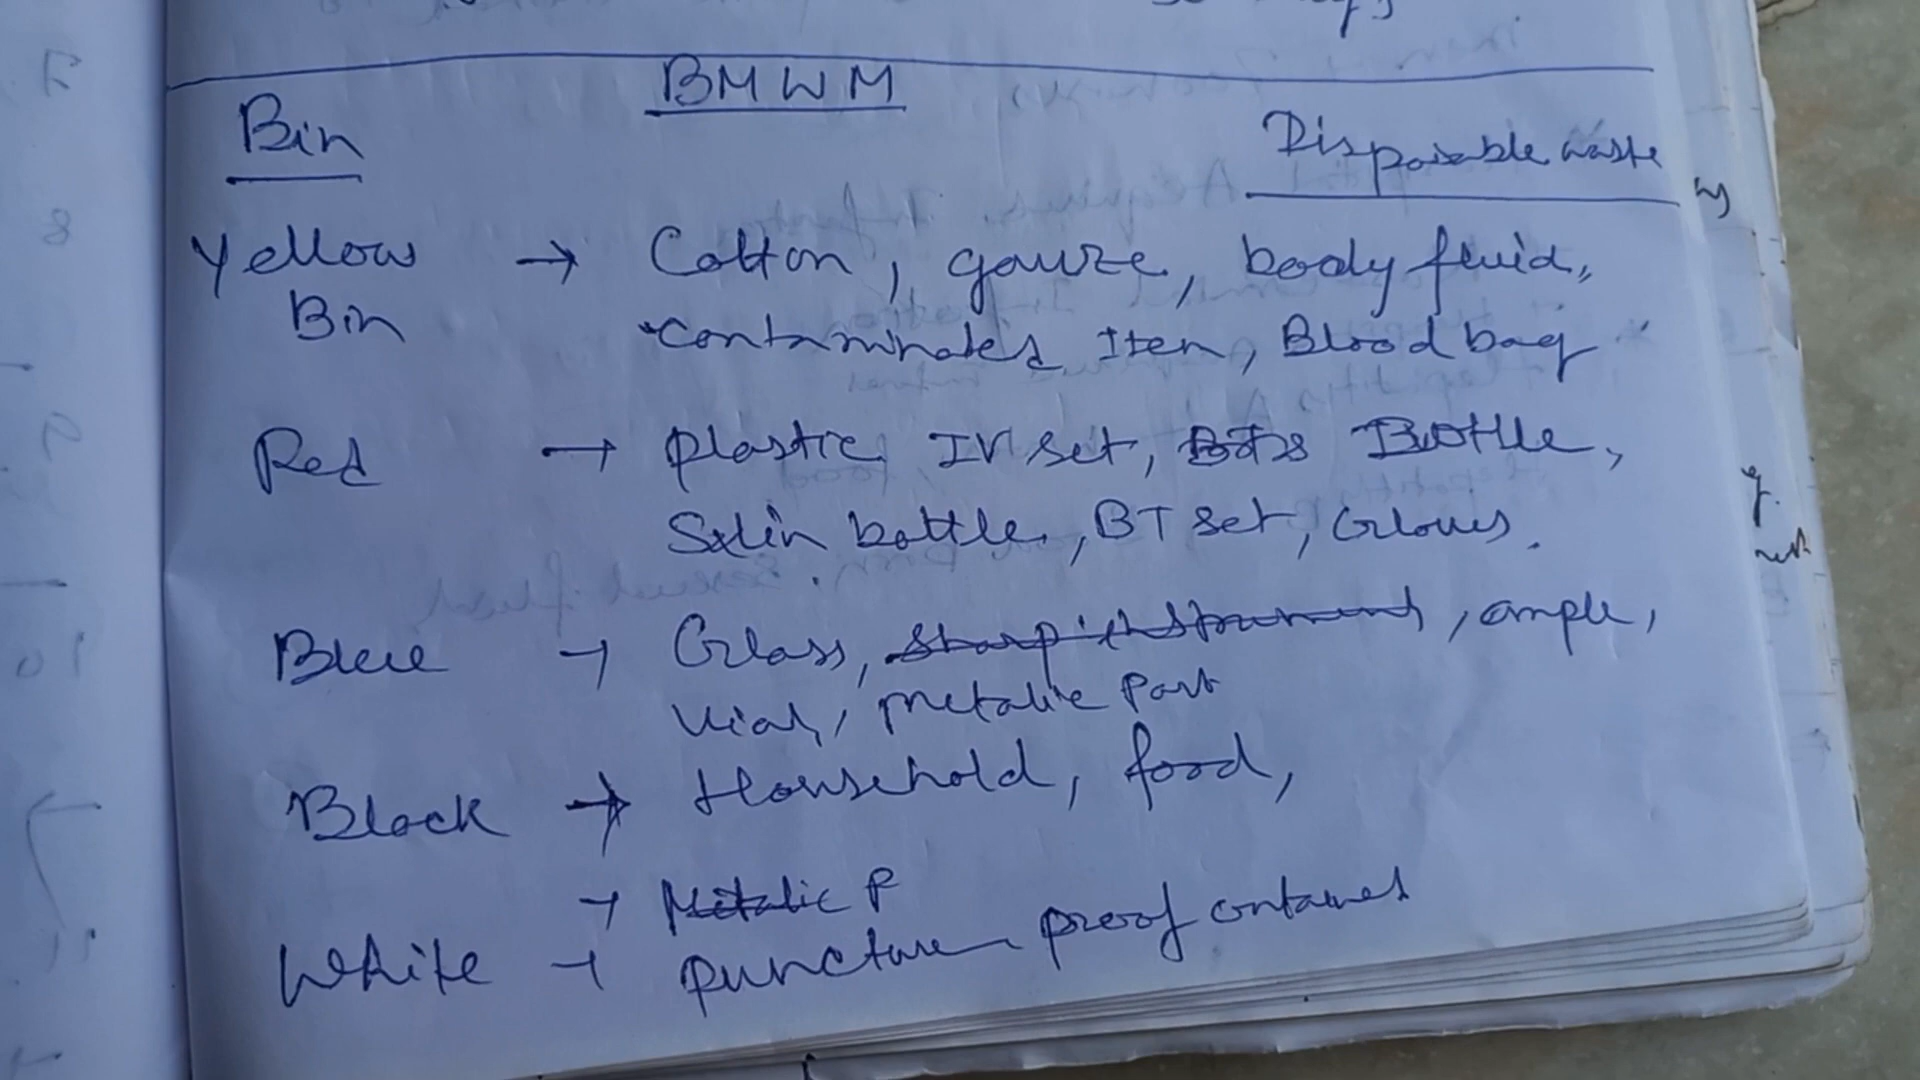 BMWM
Bin
Disposable waste
Yellow → Cotton, gauze, body fluid,
Bin contaminated Item, Blood bag
Red → plastic IV set, Bottle,
Salin bottle, BT set, Gloves.
Blue → Glass, sharp instrument, ample,
Vial, metalic part
Black → Household, food,
→ Metalic P
White → puncture proof container